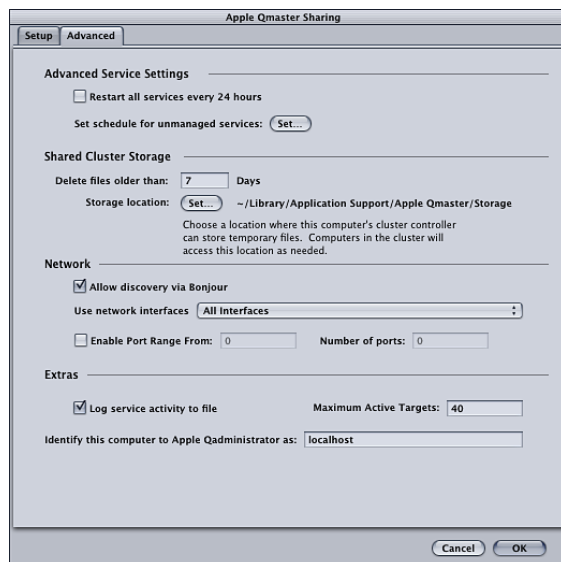 Apple Qmaster Sharing
Setup Advanced
Advanced Service Settings
Restart all services every 24 hours
Set schedule for unmanaged services: Set...
Shared Cluster Storage
Delete files older than: 7 Days
Storage location: Set... ~/Library/Application Support/Apple Qmaster/Storage
Choose a location where this computer's cluster controller
can store temporary files. Computers in the cluster will
access this location as needed.
Network
Allow discovery via Bonjour
Use network interfaces All Interfaces
Enable Port Range From: 0 Number of ports: 0
Extras
Log service activity to file Maximum Active Targets: 40
Identify this computer to Apple Qadministrator as: localhost
Cancel OK